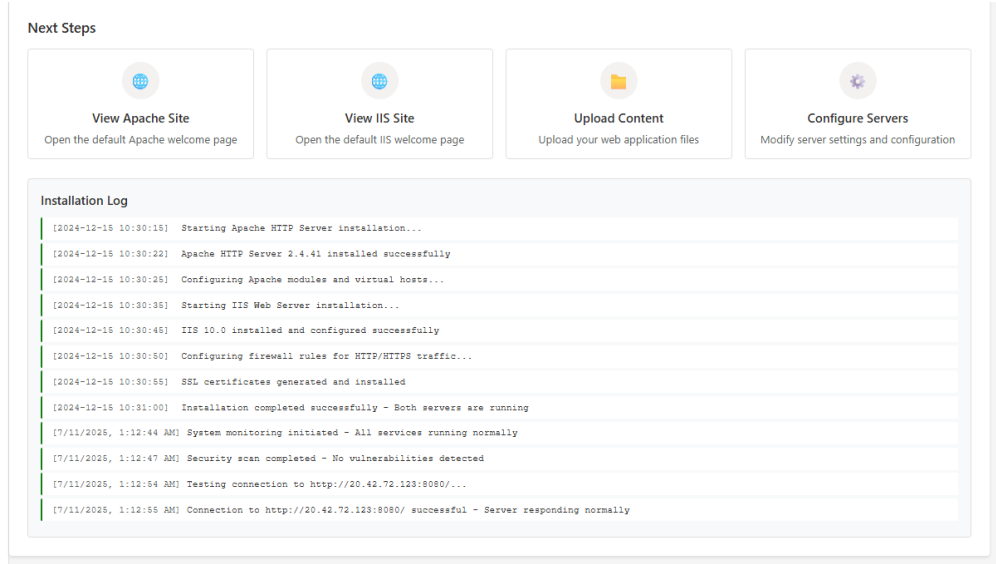 Next Steps
View Apache Site
Open the default Apache welcome page
View IIS Site
Open the default IIS welcome page
Upload Content
Upload your web application files
Configure Servers
Modify server settings and configuration
Installation Log
[2024-12-15 10:30:15] Starting Apache HTTP Server installation...
[2024-12-15 10:30:22] Apache HTTP Server 2.4.41 installed successfully
[2024-12-15 10:30:25] Configuring Apache modules and virtual hosts...
[2024-12-15 10:30:35] Starting IIS Web Server installation...
[2024-12-15 10:30:45] IIS 10.0 installed and configured successfully
[2024-12-15 10:30:50] Configuring firewall rules for HTTP/HTTPS traffic...
[2024-12-15 10:30:55] SSL certificates generated and installed
[2024-12-15 10:31:00] Installation completed successfully - Both servers are running
[7/11/2025, 1:12:44 AM] System monitoring initiated - All services running normally
[7/11/2025, 1:12:47 AM] Security scan completed - No vulnerabilities detected
[7/11/2025, 1:12:54 AM] Testing connection to http://20.42.72.123:8080/...
[7/11/2025, 1:12:55 AM] Connection to http://20.42.72.123:8080/ successful - Server responding normally